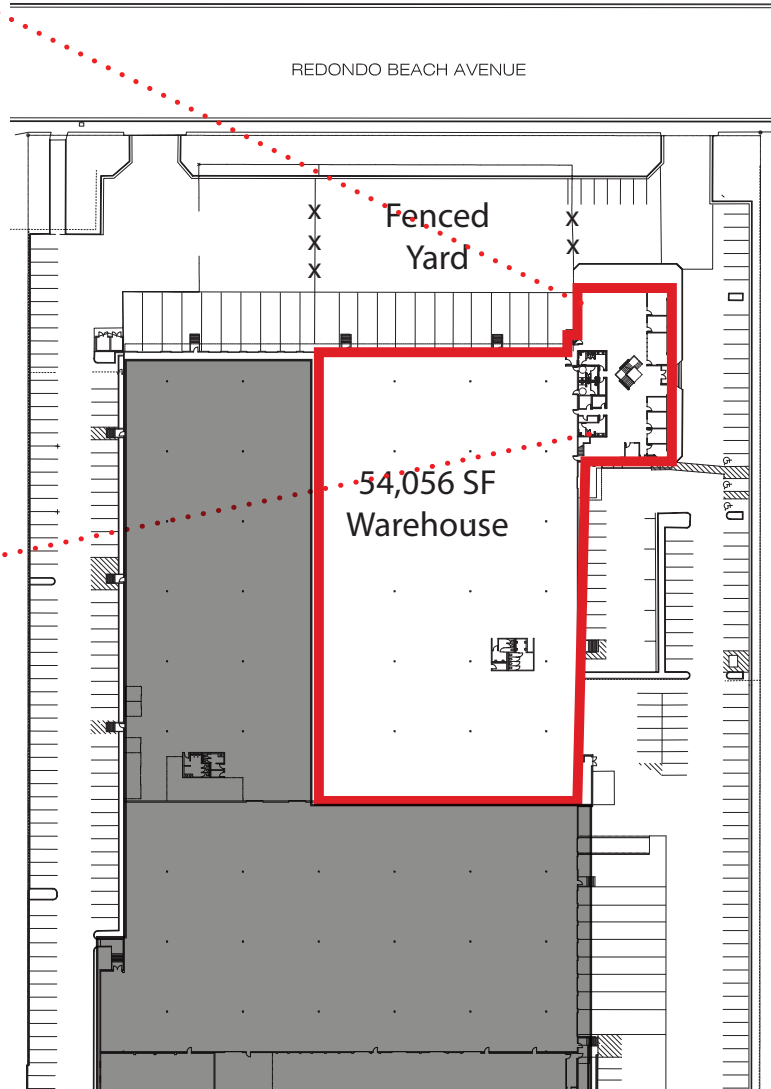 REDONDO BEACH AVENUE
X
X
X
Fenced
Yard
X
X
54,056 SF
Warehouse